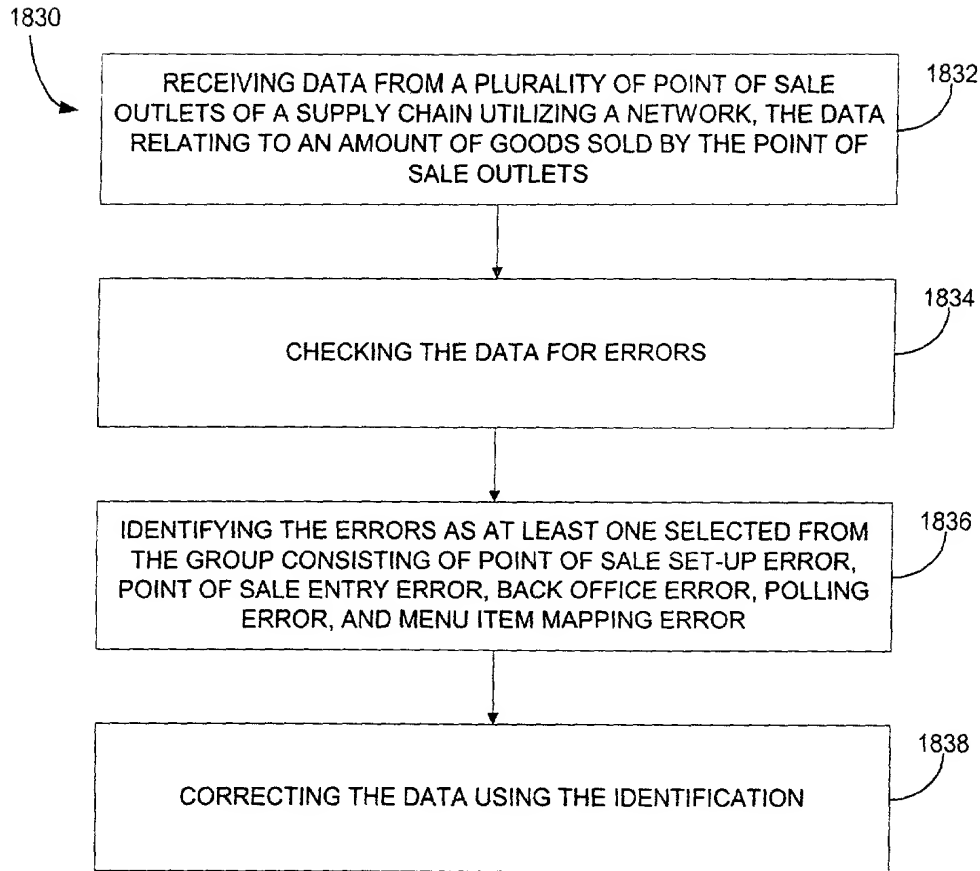 1830
RECEIVING DATA FROM A PLURALITY OF POINT OF SALE
OUTLETS OF A SUPPLY CHAIN UTILIZING A NETWORK, THE DATA
RELATING TO AN AMOUNT OF GOODS SOLD BY THE POINT OF
SALE OUTLETS
1832
CHECKING THE DATA FOR ERRORS
1834
IDENTIFYING THE ERRORS AS AT LEAST ONE SELECTED FROM
THE GROUP CONSISTING OF POINT OF SALE SET-UP ERROR,
POINT OF SALE ENTRY ERROR, BACK OFFICE ERROR, POLLING
ERROR, AND MENU ITEM MAPPING ERROR
1836
CORRECTING THE DATA USING THE IDENTIFICATION
1838